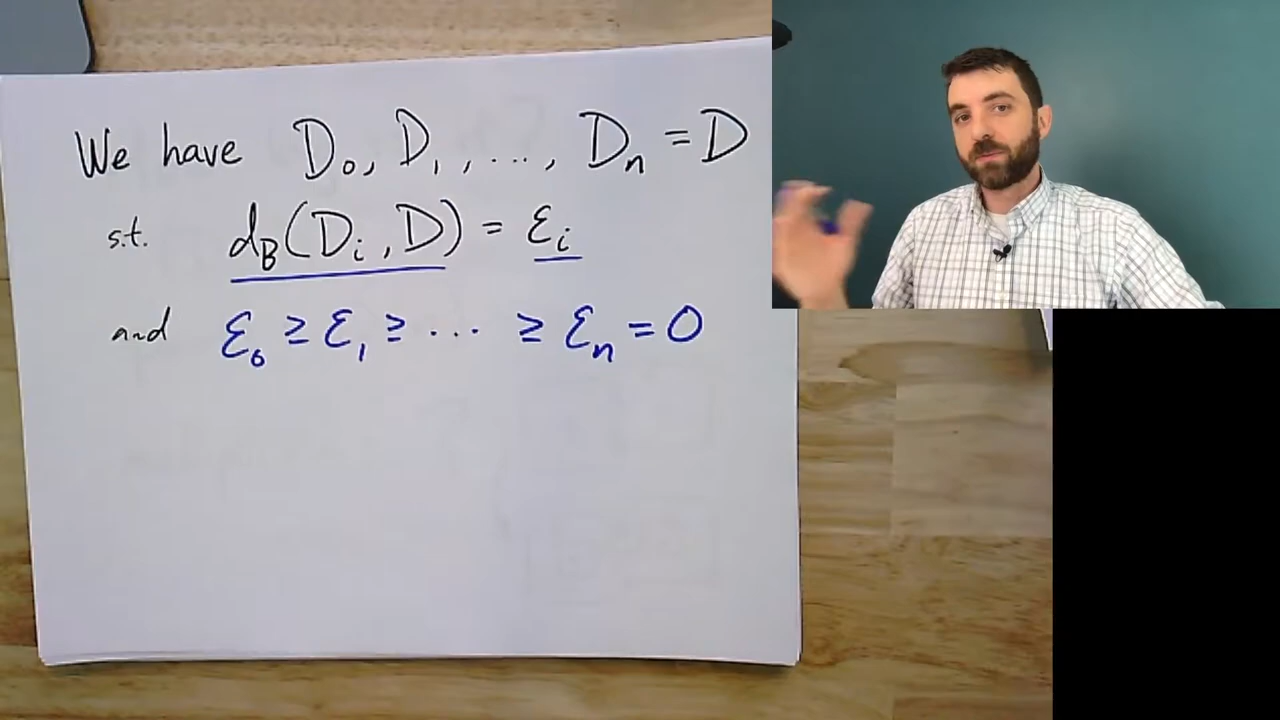 We have D₀, D₁, ..., Dₙ = D
s.t. d_B(Dᵢ, D) = εᵢ
and ε₀ ≥ ε₁ ≥ ... ≥ εₙ = 0